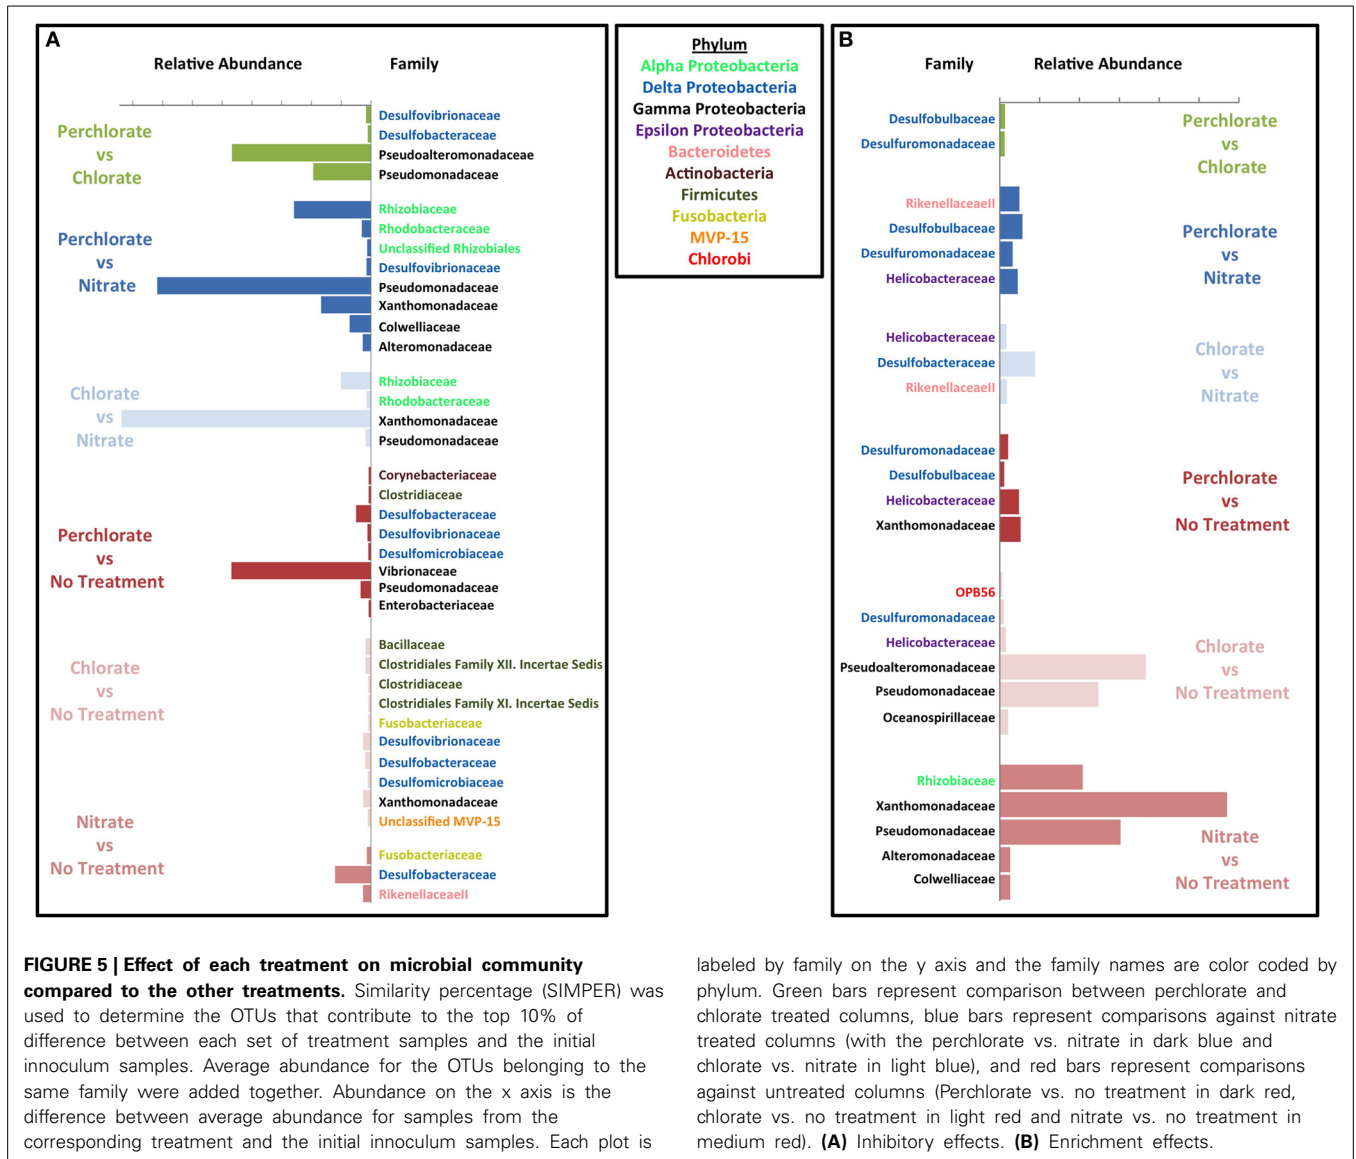 A
Relative Abundance
Family
Perchlorate
vs
Chlorate
Desulfovibrionaceae
Desulfobacteraceae
Pseudoalteromonadaceae
Pseudomonadaceae
Perchlorate
vs
Nitrate
Rhizobiaceae
Rhodobacteraceae
Unclassified Rhizobiales
Desulfovibrionaceae
Pseudomonadaceae
Xanthomonadaceae
Colwelliaceae
Alteromonadaceae
Chlorate
vs
Nitrate
Rhizobiaceae
Rhodobacteraceae
Xanthomonadaceae
Pseudomonadaceae
Perchlorate
vs
No Treatment
Corynebacteriaceae
Clostridiaceae
Desulfobacteraceae
Desulfovibrionaceae
Desulfomicrobiaceae
Vibrionaceae
Pseudomonadaceae
Enterobacteriaceae
Chlorate
vs
No Treatment
Bacillaceae
Clostridiales Family XII. Incertae Sedis
Clostridiaceae
Clostridiales Family XI. Incertae Sedis
Fusobacteriaceae
Desulfovibrionaceae
Desulfobacteraceae
Desulfomicrobiaceae
Xanthomonadaceae
Unclassified MVP-15
Nitrate
vs
No Treatment
Fusobacteriaceae
Desulfobacteraceae
RikenellaceaeII
Phylum
Alpha Proteobacteria
Delta Proteobacteria
Gamma Proteobacteria
Epsilon Proteobacteria
Bacteroidetes
Actinobacteria
Firmicutes
Fusobacteria
MVP-15
Chlorobi
B
Family
Relative Abundance
Desulfobulbaceae
Desulfuromonadaceae
Perchlorate
vs
Chlorate
RikenellaceaeII
Desulfobulbaceae
Desulfuromonadaceae
Helicobacteraceae
Perchlorate
vs
Nitrate
Helicobacteraceae
Desulfobacteraceae
RikenellaceaeII
Chlorate
vs
Nitrate
Desulfuromonadaceae
Desulfobulbaceae
Helicobacteraceae
Xanthomonadaceae
Perchlorate
vs
No Treatment
OPB56
Desulfuromonadaceae
Helicobacteraceae
Pseudoalteromonadaceae
Pseudomonadaceae
Oceanospirillaceae
Chlorate
vs
No Treatment
Rhizobiaceae
Xanthomonadaceae
Pseudomonadaceae
Alteromonadaceae
Colwelliaceae
Nitrate
vs
No Treatment
FIGURE 5 | Effect of each treatment on microbial community
compared to the other treatments. Similarity percentage (SIMPER) was
used to determine the OTUs that contribute to the top 10% of
difference between each set of treatment samples and the initial
innoculum samples. Average abundance for the OTUs belonging to the
same family were added together. Abundance on the x axis is the
difference between average abundance for samples from the
corresponding treatment and the initial innoculum samples. Each plot is
labeled by family on the y axis and the family names are color coded by
phylum. Green bars represent comparison between perchlorate and
chlorate treated columns, blue bars represent comparisons against nitrate
treated columns (with the perchlorate vs. nitrate in dark blue and
chlorate vs. nitrate in light blue), and red bars represent comparisons
against untreated columns (Perchlorate vs. no treatment in dark red,
chlorate vs. no treatment in light red and nitrate vs. no treatment in
medium red). (A) Inhibitory effects. (B) Enrichment effects.